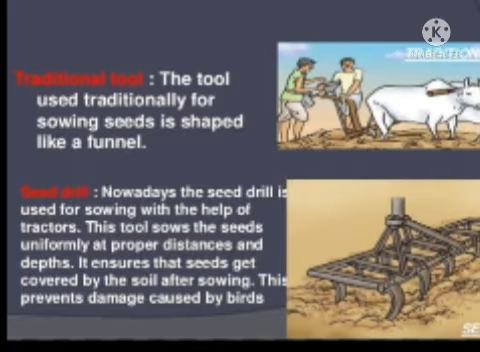 TRADITION
Traditional tool : The tool
used traditionally for
sowing seeds is shaped
like a funnel.
Seed drill : Nowadays the seed drill is
used for sowing with the help of
tractors. This tool sows the seeds
uniformly at proper distances and
depths. It ensures that seeds get
covered by the soil after sowing. This
prevents damage caused by birds
SE